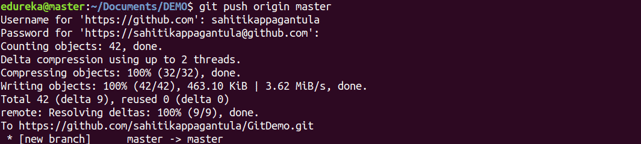 edureka@master:~/Documents/DEMO$ git push origin master
Username for 'https://github.com': sahitikappagantula
Password for 'https://sahitikappagantula@github.com':
Counting objects: 42, done.
Delta compression using up to 2 threads.
Compressing objects: 100% (32/32), done.
Writing objects: 100% (42/42), 463.10 KiB | 3.62 MiB/s, done.
Total 42 (delta 9), reused 0 (delta 0)
remote: Resolving deltas: 100% (9/9), done.
To https://github.com/sahitikappagantula/GitDemo.git
 * [new branch]      master -> master